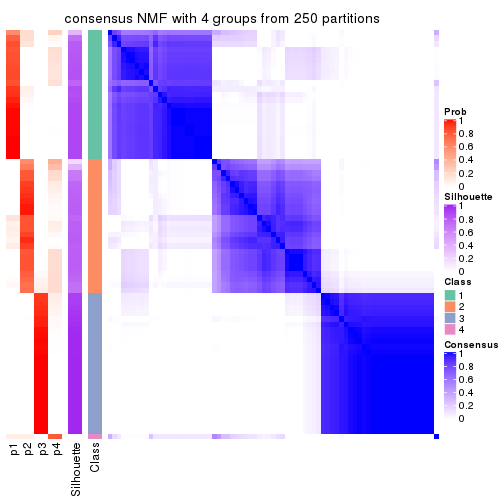 consensus NMF with 4 groups from 250 partitions
Prob
1
0.8
0.6
0.4
0.2
0
Silhouette
1
0.8
0.6
0.4
0.2
0
Class
1
2
3
4
Consensus
1
0.8
0.6
0.4
0.2
0
p1
p2
p3
p4
Silhouette
Class